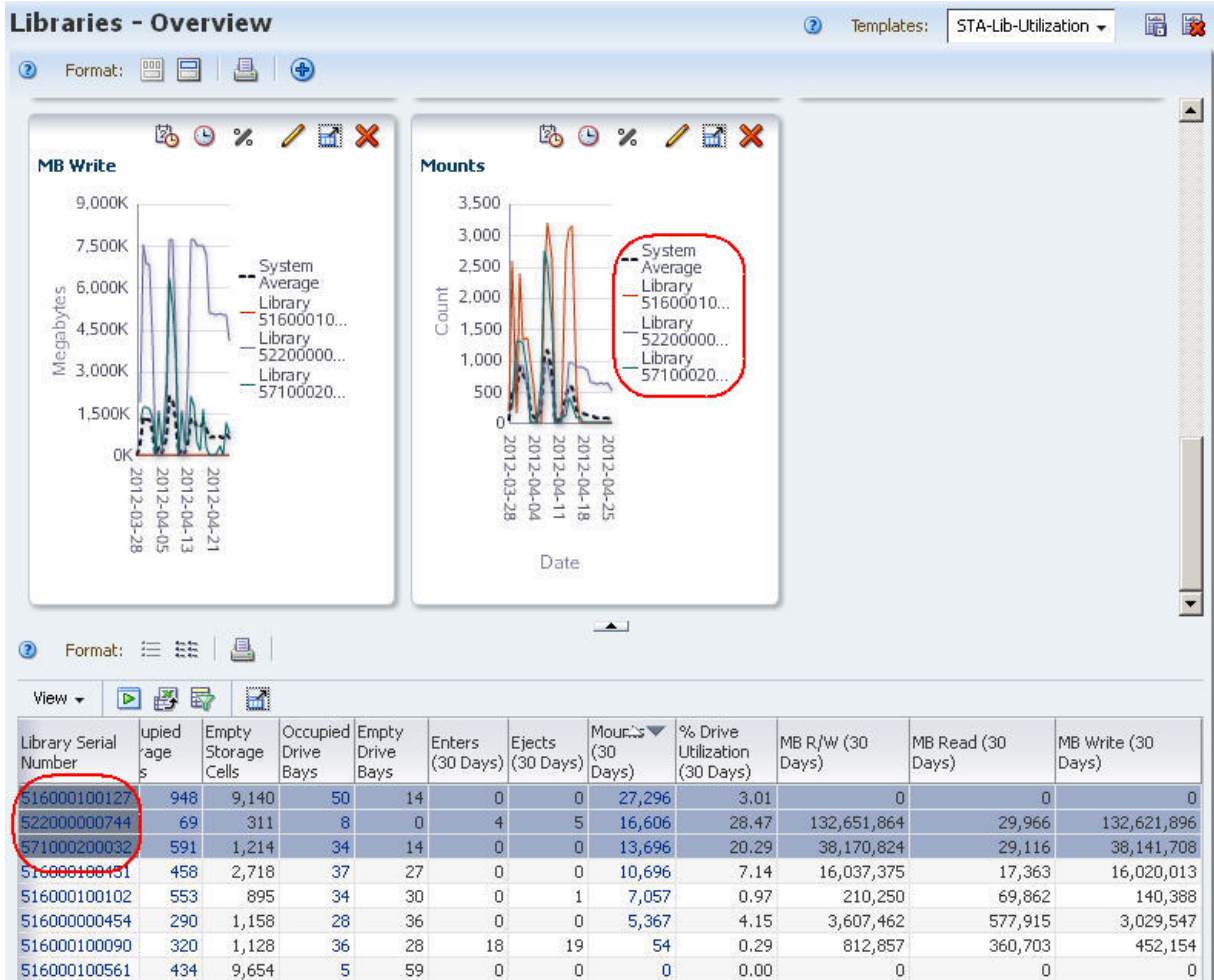 Libraries - Overview
Templates: STA-Lib-Utilization
Format:
MB Write
9,000K
7,500K
6,000K
4,500K
3,000K
1,500K
0K
Megabytes
2012-03-28
2012-04-05
2012-04-13
2012-04-21
System
Average
Library
51600010...
Library
52200000...
Library
57100020...
Mounts
3,500
3,000
2,500
2,000
1,500
1,000
500
0
Count
2012-03-28
2012-04-04
2012-04-11
2012-04-18
2012-04-25
Date
System
Average
Library
51600010...
Library
52200000...
Library
57100020...
Format:
View
Library Serial Number upied rage s Empty Storage Cells Occupied Drive Bays Empty Drive Bays Enters (30 Days) Ejects (30 Days) Mounts (30 Days) % Drive Utilization (30 Days) MB R/W (30 Days) MB Read (30 Days) MB Write (30 Days)
516000100127 948 9,140 50 14 0 0 27,296 3.01 0 0 0
522000000744 69 311 8 0 4 5 16,606 28.47 132,651,864 29,966 132,621,896
571000200032 591 1,214 34 14 0 0 13,696 20.29 38,170,824 29,116 38,141,708
516000100451 458 2,718 37 27 0 0 10,696 7.14 16,037,375 17,363 16,020,013
516000100102 553 895 34 30 0 1 7,057 0.97 210,250 69,862 140,388
516000000454 290 1,158 28 36 0 0 5,367 4.15 3,607,462 577,915 3,029,547
516000100090 320 1,128 36 28 18 19 54 0.29 812,857 360,703 452,154
516000100561 434 9,654 5 59 0 0 0 0.00 0 0 0